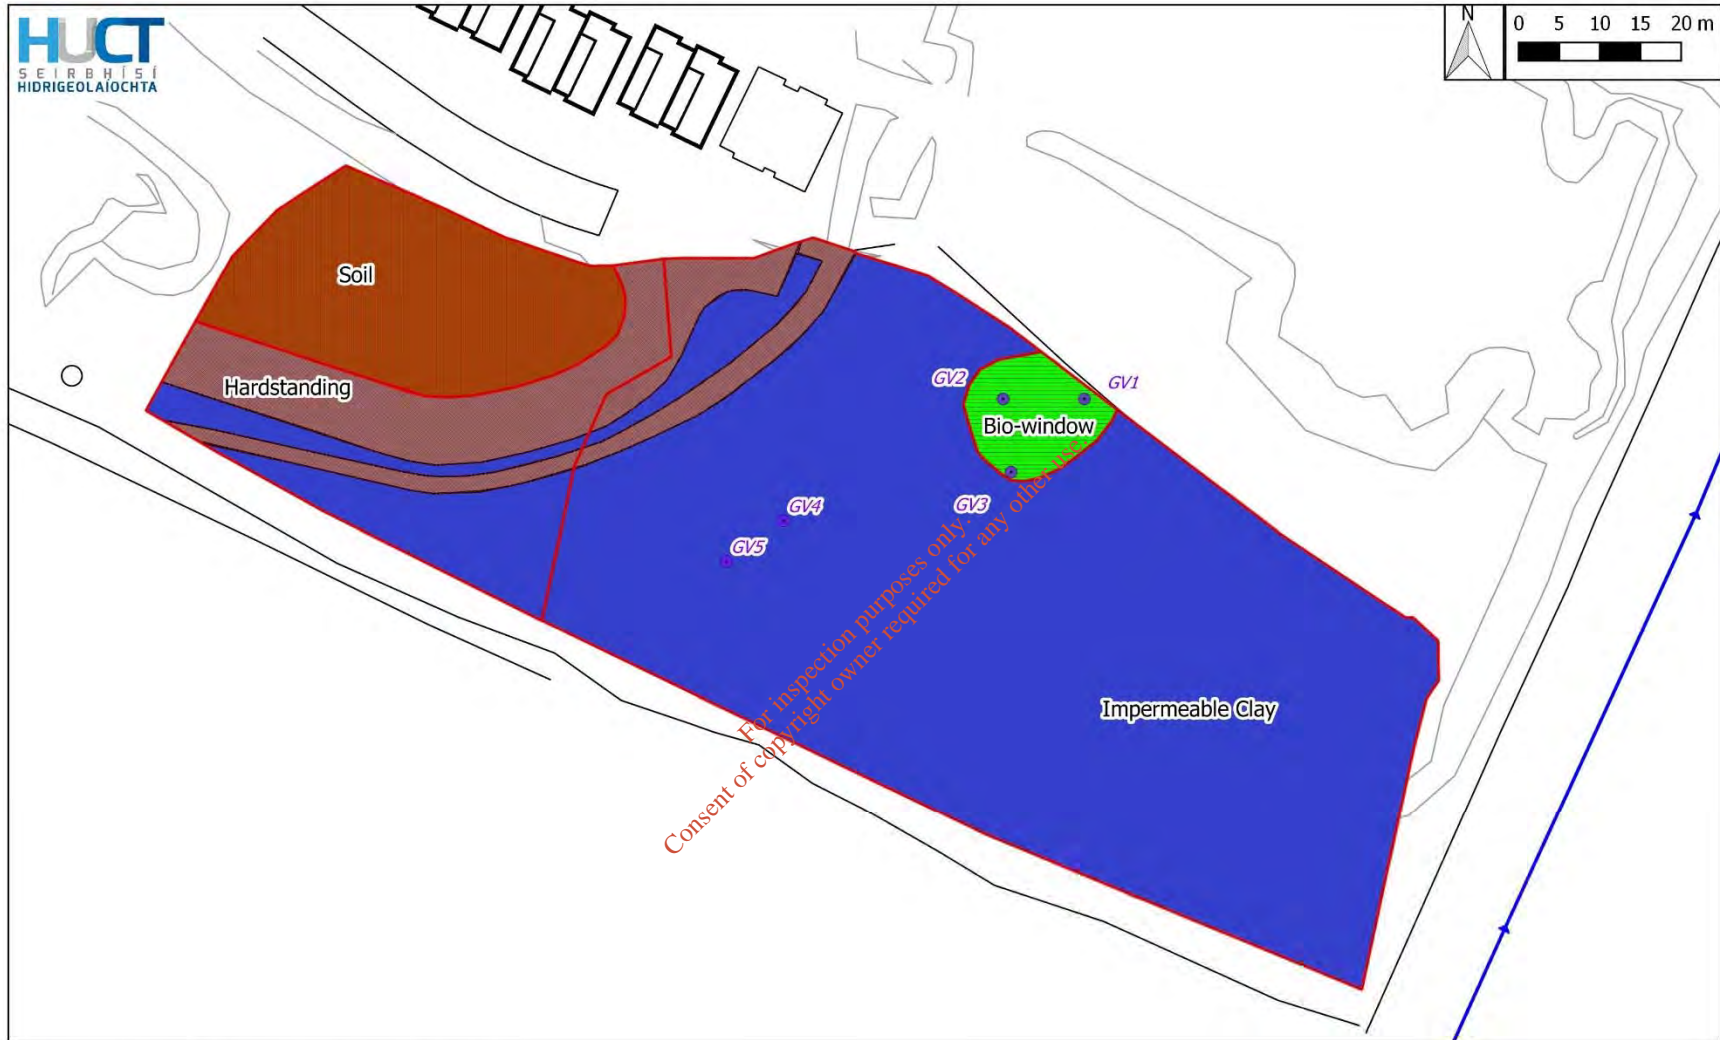 HUCT
SEIRBHÍSÍ
HIDRIGEOLAÍOCHTA
N
0 5 10 15 20 m
Soil
Hardstanding
GV2
GV1
Bio-window
GV3
GV4
GV5
Impermeable Clay
For inspection purposes only.
Consent of copyright owner required for any other use.